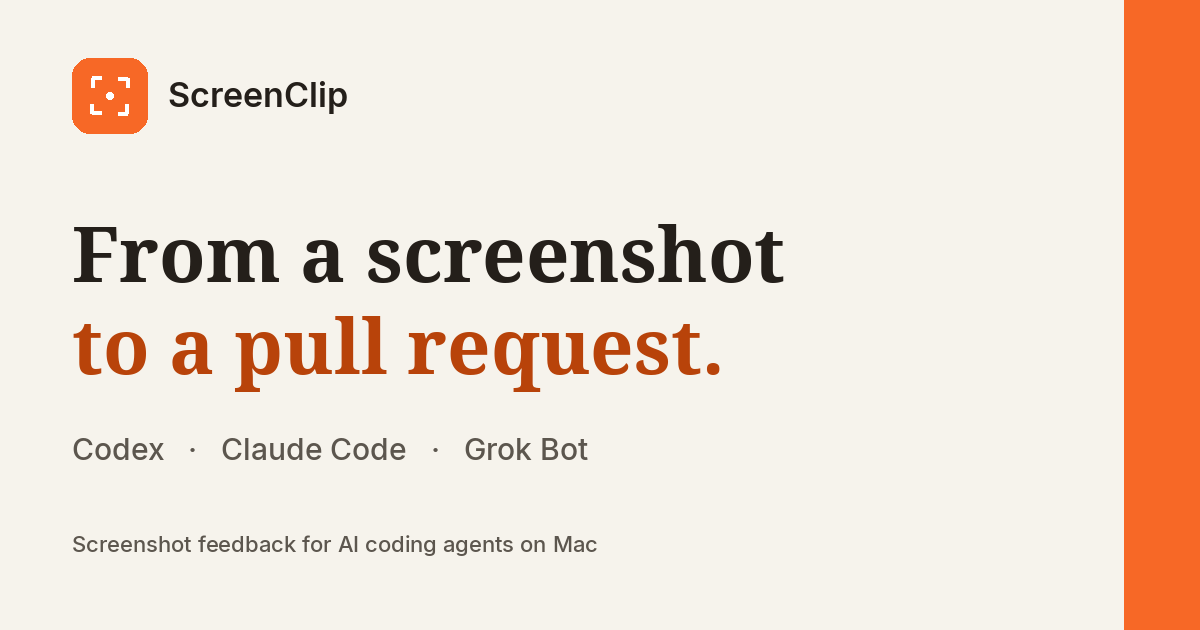 ScreenClip
From a screenshot
to a pull request.
Codex · Claude Code · Grok Bot
Screenshot feedback for AI coding agents on Mac